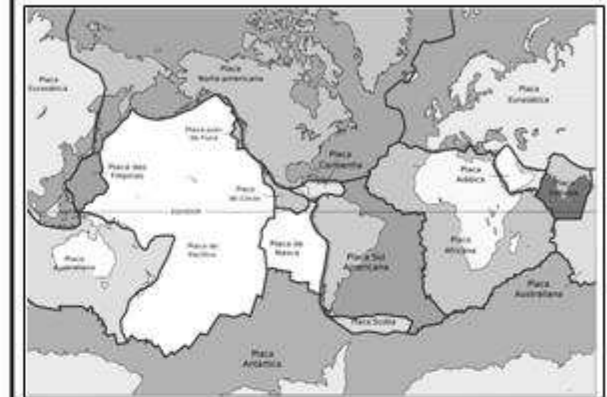 Placa
Norte-americana
Placa
Eurasiática
Placa
Eurasiática
Placa Juan
de Fuca
Placa das
Filipinas
Placa
Caribenha
Placa
Arábica
Placa
de Cocos
EQUADOR
Placa do
Pacífico
Placa de
Nazca
Placa Sul
Americana
Placa
Africana
Placa
Australiana
Placa
Australiana
Placa Scotia
Placa
Antártica